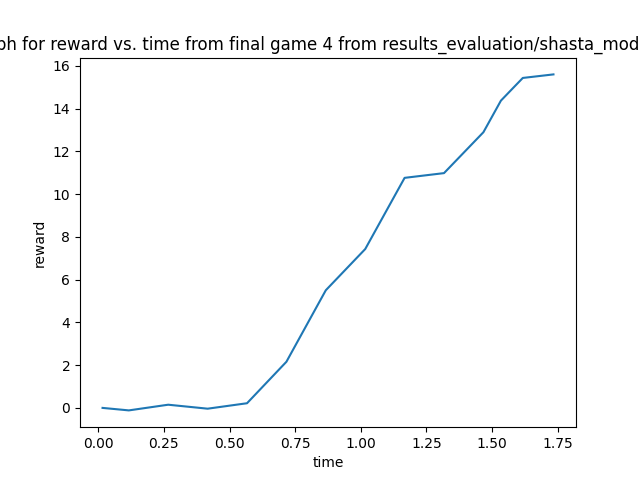 ph for reward vs. time from final game 4 from results_evaluation/shasta_mod
16
14
12
10
8
6
4
2
0
reward
0.00 0.25 0.50 0.75 1.00 1.25 1.50 1.75
time